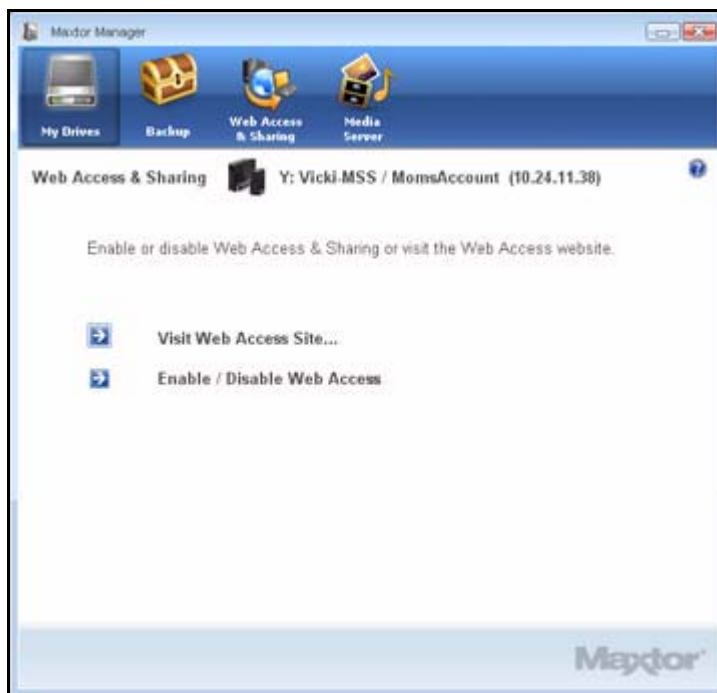 Maxtor Manager
My Drives
Backup
Web Access
& Sharing
Media
Server
Web Access & Sharing
Y: Vicki-MSS / MomsAccount (10.24.11.38)
?
Enable or disable Web Access & Sharing or visit the Web Access website.
Visit Web Access Site...
Enable / Disable Web Access
Maxtor